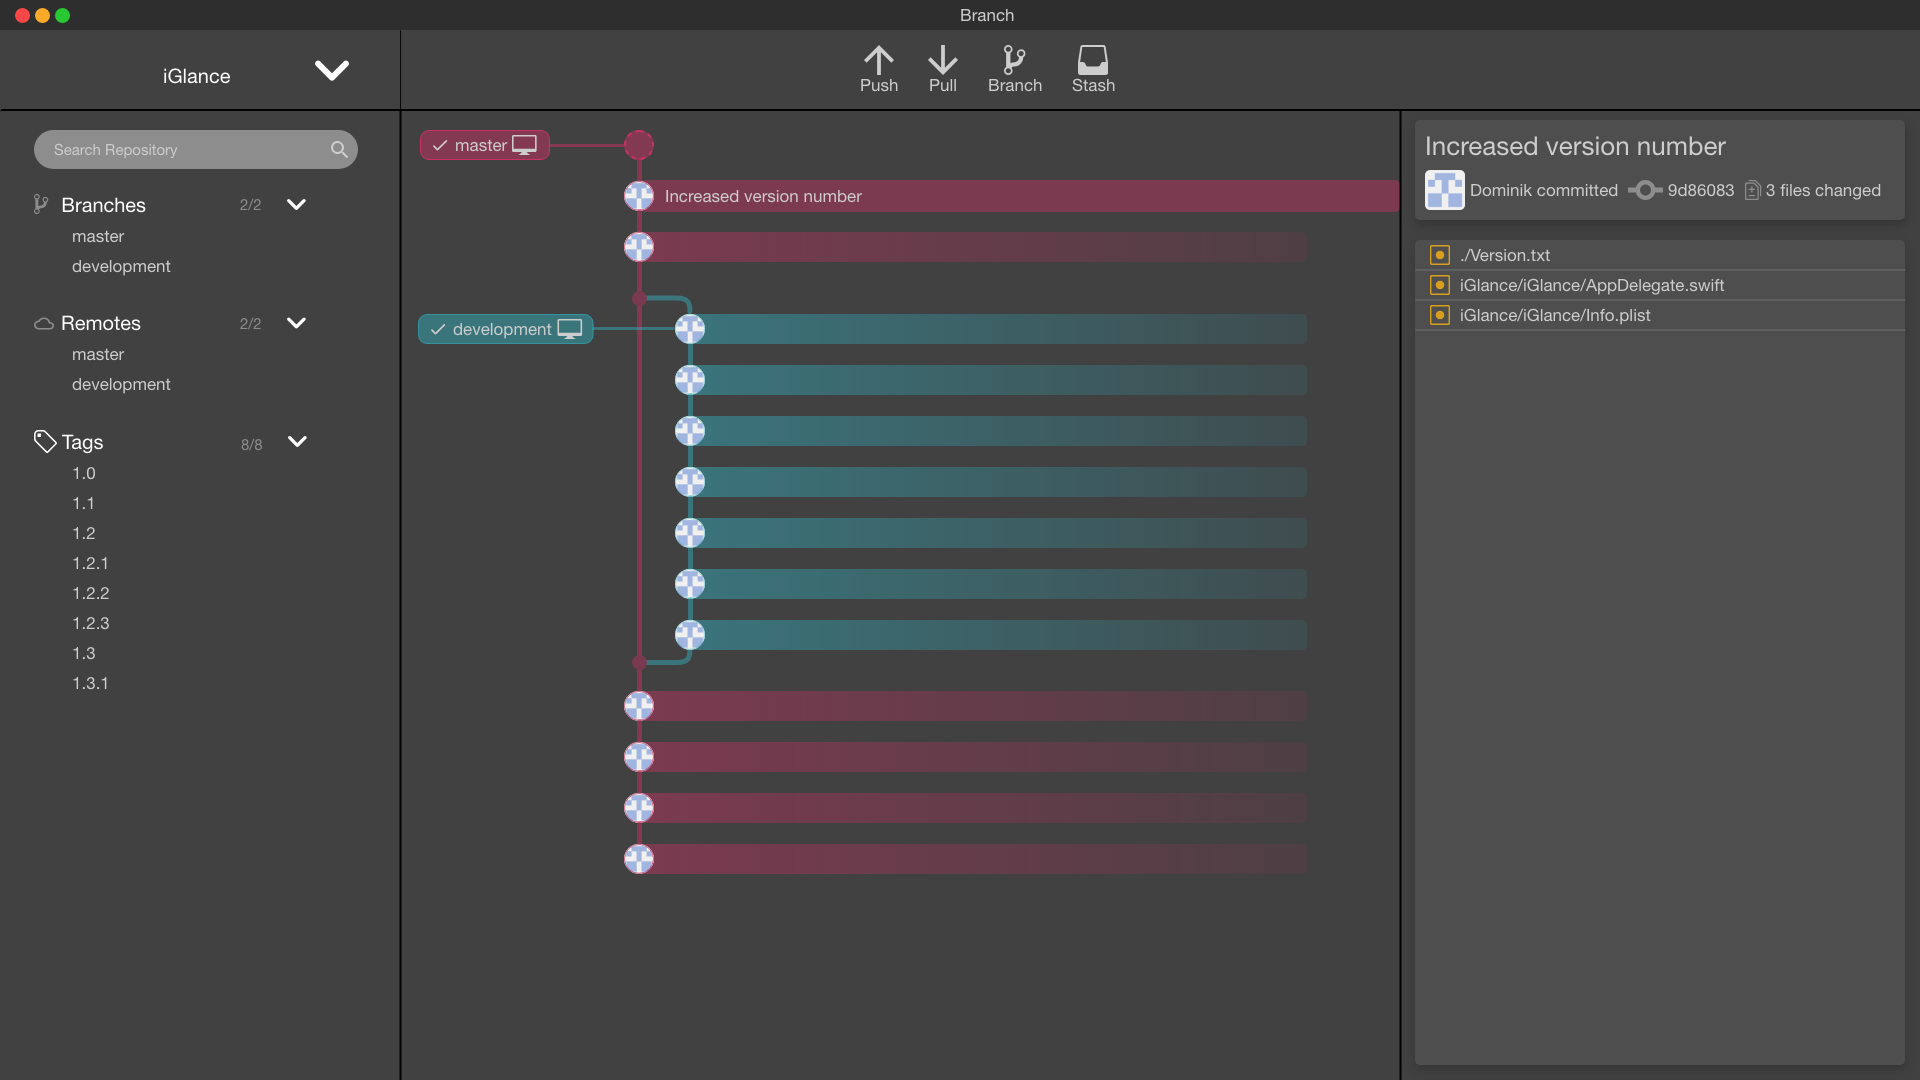 Branch
iGlance
Push
Pull
Branch
Stash
Search Repository
Branches 2/2
master
development
Remotes 2/2
master
development
Tags 8/8
1.0
1.1
1.2
1.2.1
1.2.2
1.2.3
1.3
1.3.1
master
Increased version number
development
Increased version number
Dominik committed 9d86083 3 files changed
./Version.txt
iGlance/iGlance/AppDelegate.swift
iGlance/iGlance/Info.plist